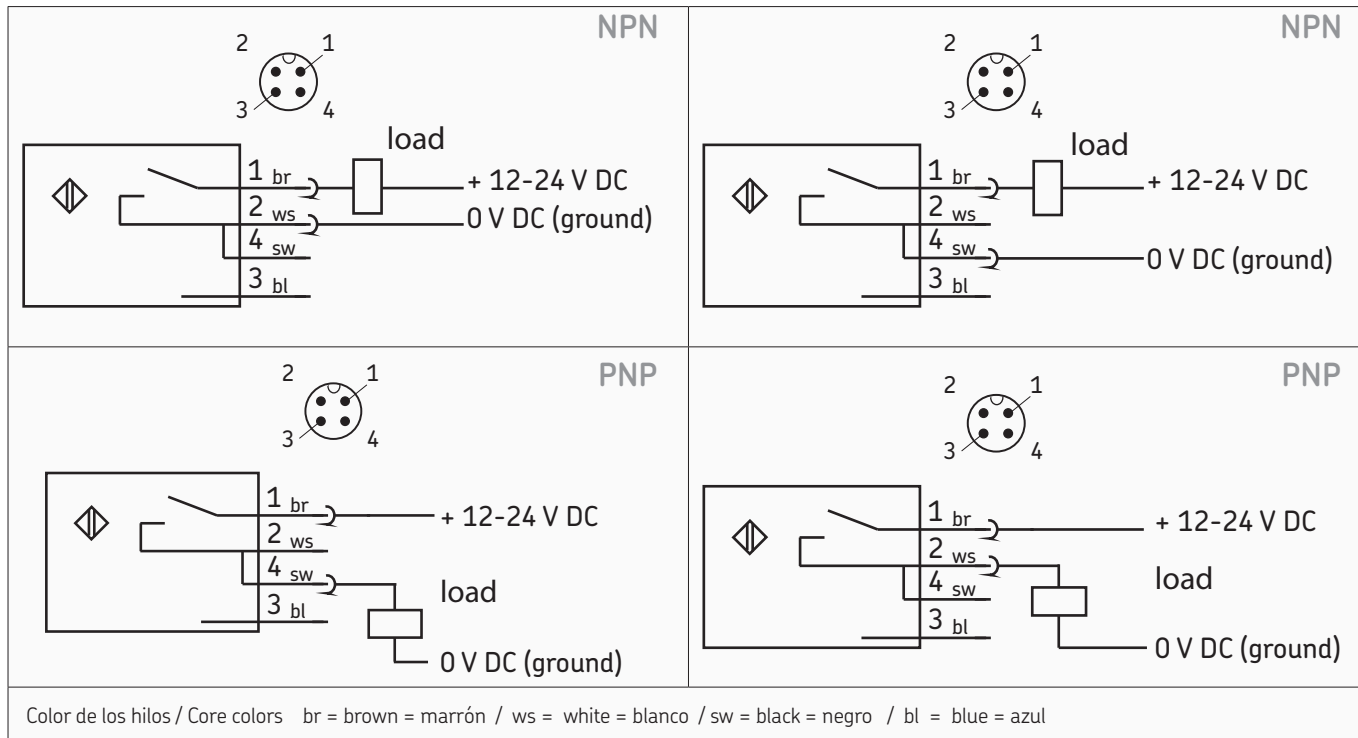 NPN
2 1
3 4
load
1 br + 12-24 V DC
2 ws 0 V DC (ground)
4 sw
3 bl
NPN
2 1
3 4
load
1 br + 12-24 V DC
2 ws
4 sw 0 V DC (ground)
3 bl
PNP
2 1
3 4
1 br + 12-24 V DC
2 ws
4 sw load
3 bl
0 V DC (ground)
PNP
2 1
3 4
1 br + 12-24 V DC
2 ws
load
4 sw
3 bl
0 V DC (ground)
Color de los hilos / Core colors br = brown = marrón / ws = white = blanco / sw = black = negro / bl = blue = azul